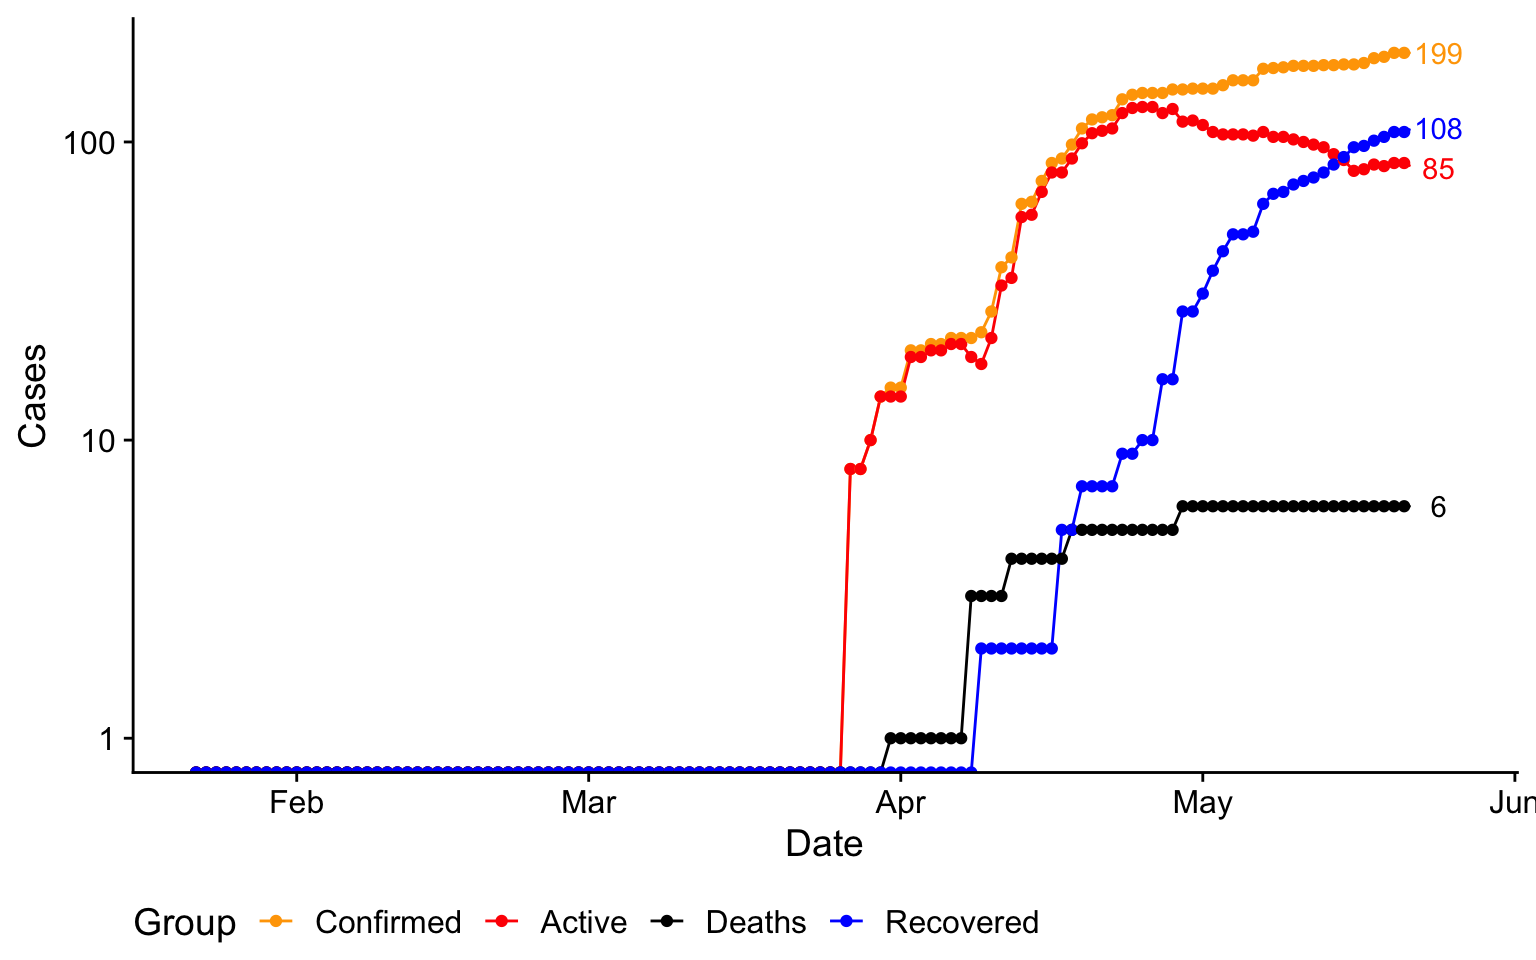 199
100
108
85
10
6
1
Cases
Feb Mar Apr May Jun
Date
Group Confirmed Active Deaths Recovered